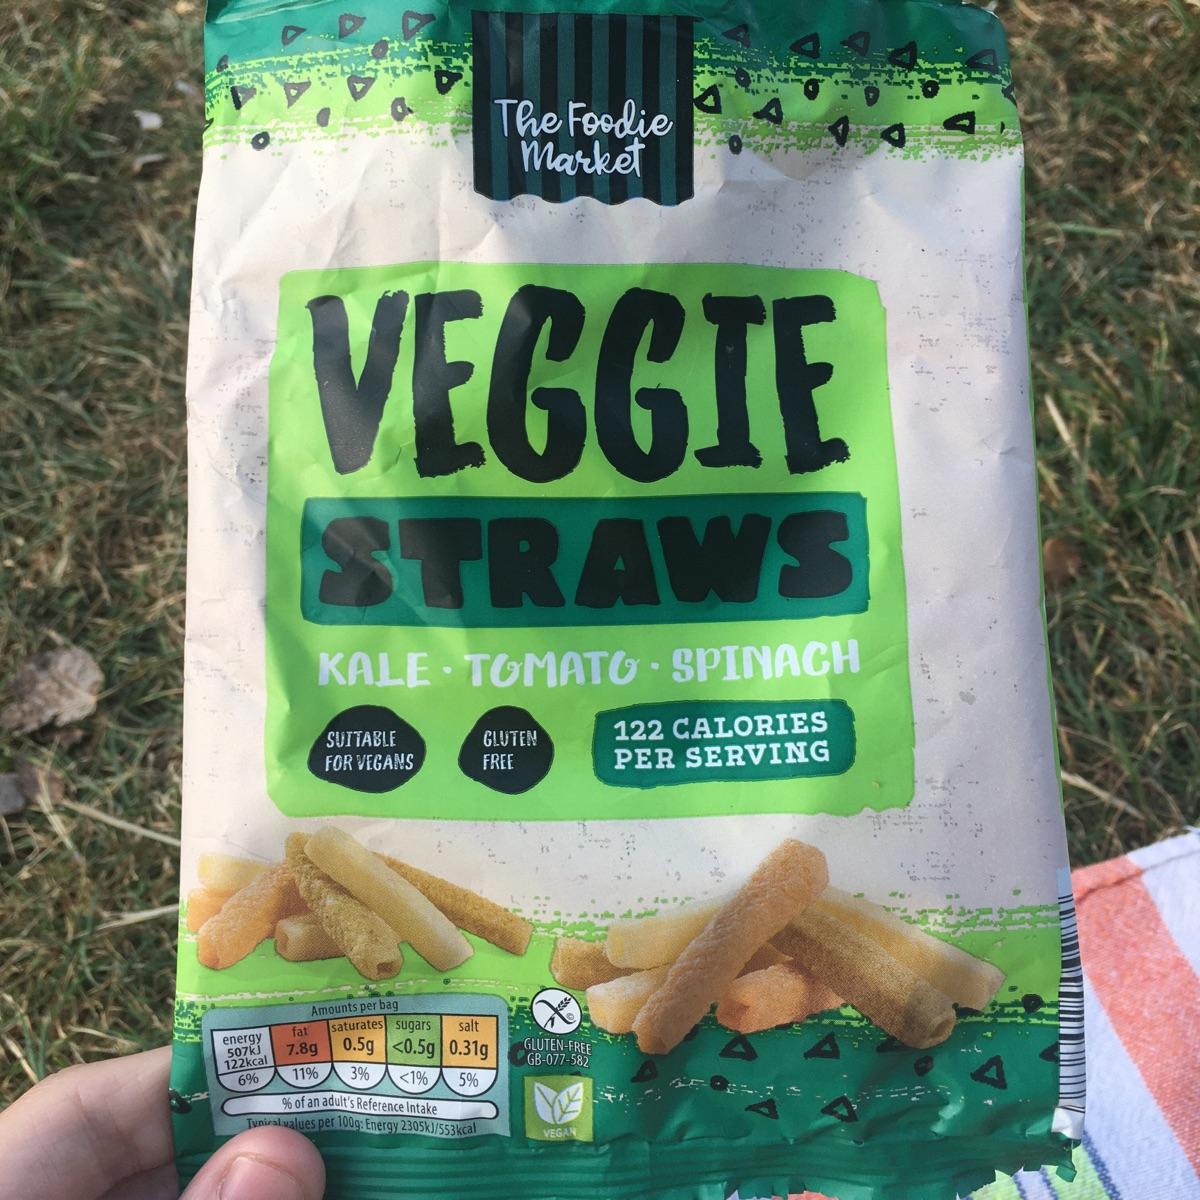 The Foodie
Market
VEGGIE
STRAWS
KALE · TOMATO · SPINACH
SUITABLE
FOR VEGANS
GLUTEN
FREE
122 CALORIES
PER SERVING
Amounts per bag
energy
507kJ
122kcal
6%
fat
7.8g
11%
saturates
0.5g
3%
sugars
<0.5g
<1%
salt
0.31g
5%
% of an adult's Reference Intake
Typical values per 100g: Energy 2305kJ/553kcal
GLUTEN-FREE
GB-077-582
VEGAN